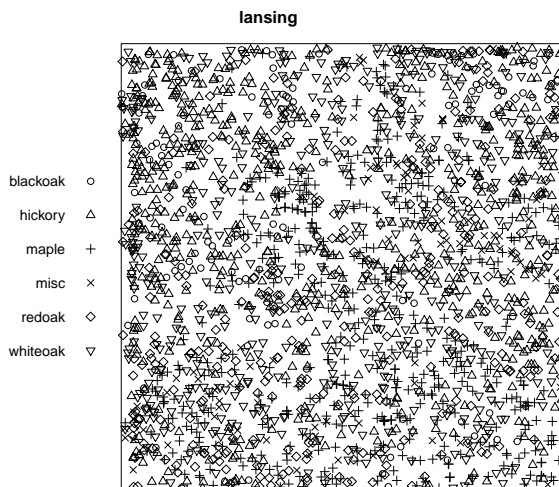 lansing
blackoak
hickory
maple
misc
redoak
whiteoak